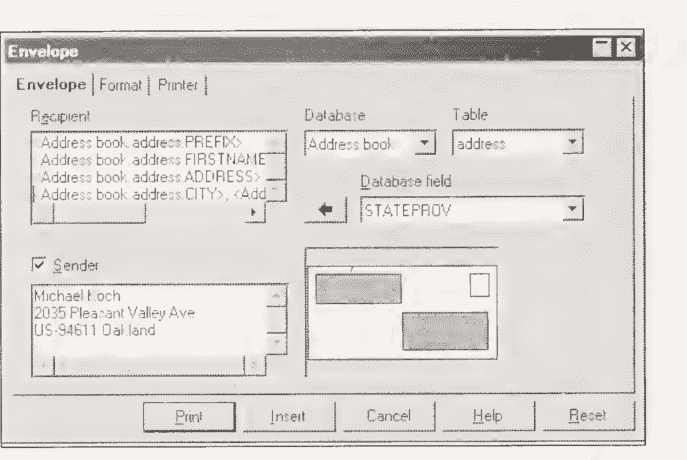 Envelope
Envelope Format Printer
Recipient
Address book.address.PREFIX>
Address book.address.FIRSTNAME
Address book.address.ADDRESS>
Address book.address.CITY>, <Add
Database
Address book
Table
address
Database field
STATEPROV
Sender
Michael Koch
2035 Pleasant Valley Ave
US-94611 Oakland
Print Insert Cancel Help Reset